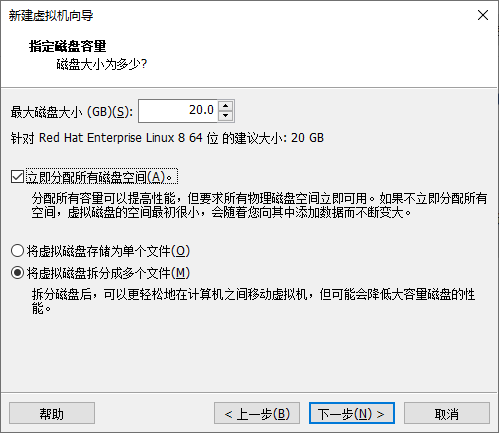 新建虚拟机向导
指定磁盘容量
磁盘大小为多少?
最大磁盘大小 (GB)(S): 20.0
针对 Red Hat Enterprise Linux 8 64 位 的建议大小: 20 GB
立即分配所有磁盘空间(A)。
分配所有容量可以提高性能，但要求所有物理磁盘空间立即可用。如果不立即分配所有
空间，虚拟磁盘的空间最初很小，会随着您向其中添加数据而不断变大。
将虚拟磁盘存储为单个文件(O)
将虚拟磁盘拆分成多个文件(M)
拆分磁盘后，可以更轻松地在计算机之间移动虚拟机，但可能会降低大容量磁盘的性
能。
帮助 < 上一步(B) 下一步(N) > 取消